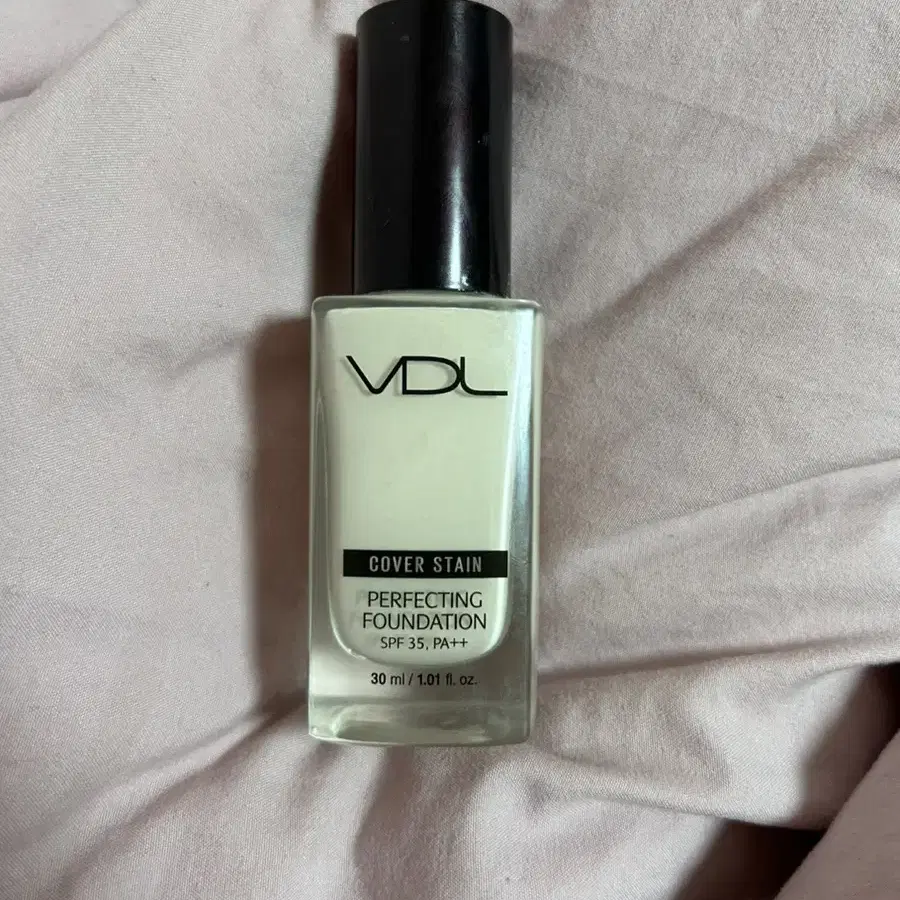 VDL
COVER STAIN
PERFECTING
FOUNDATION
SPF 35, PA++
30 ml / 1.01 fl. oz.